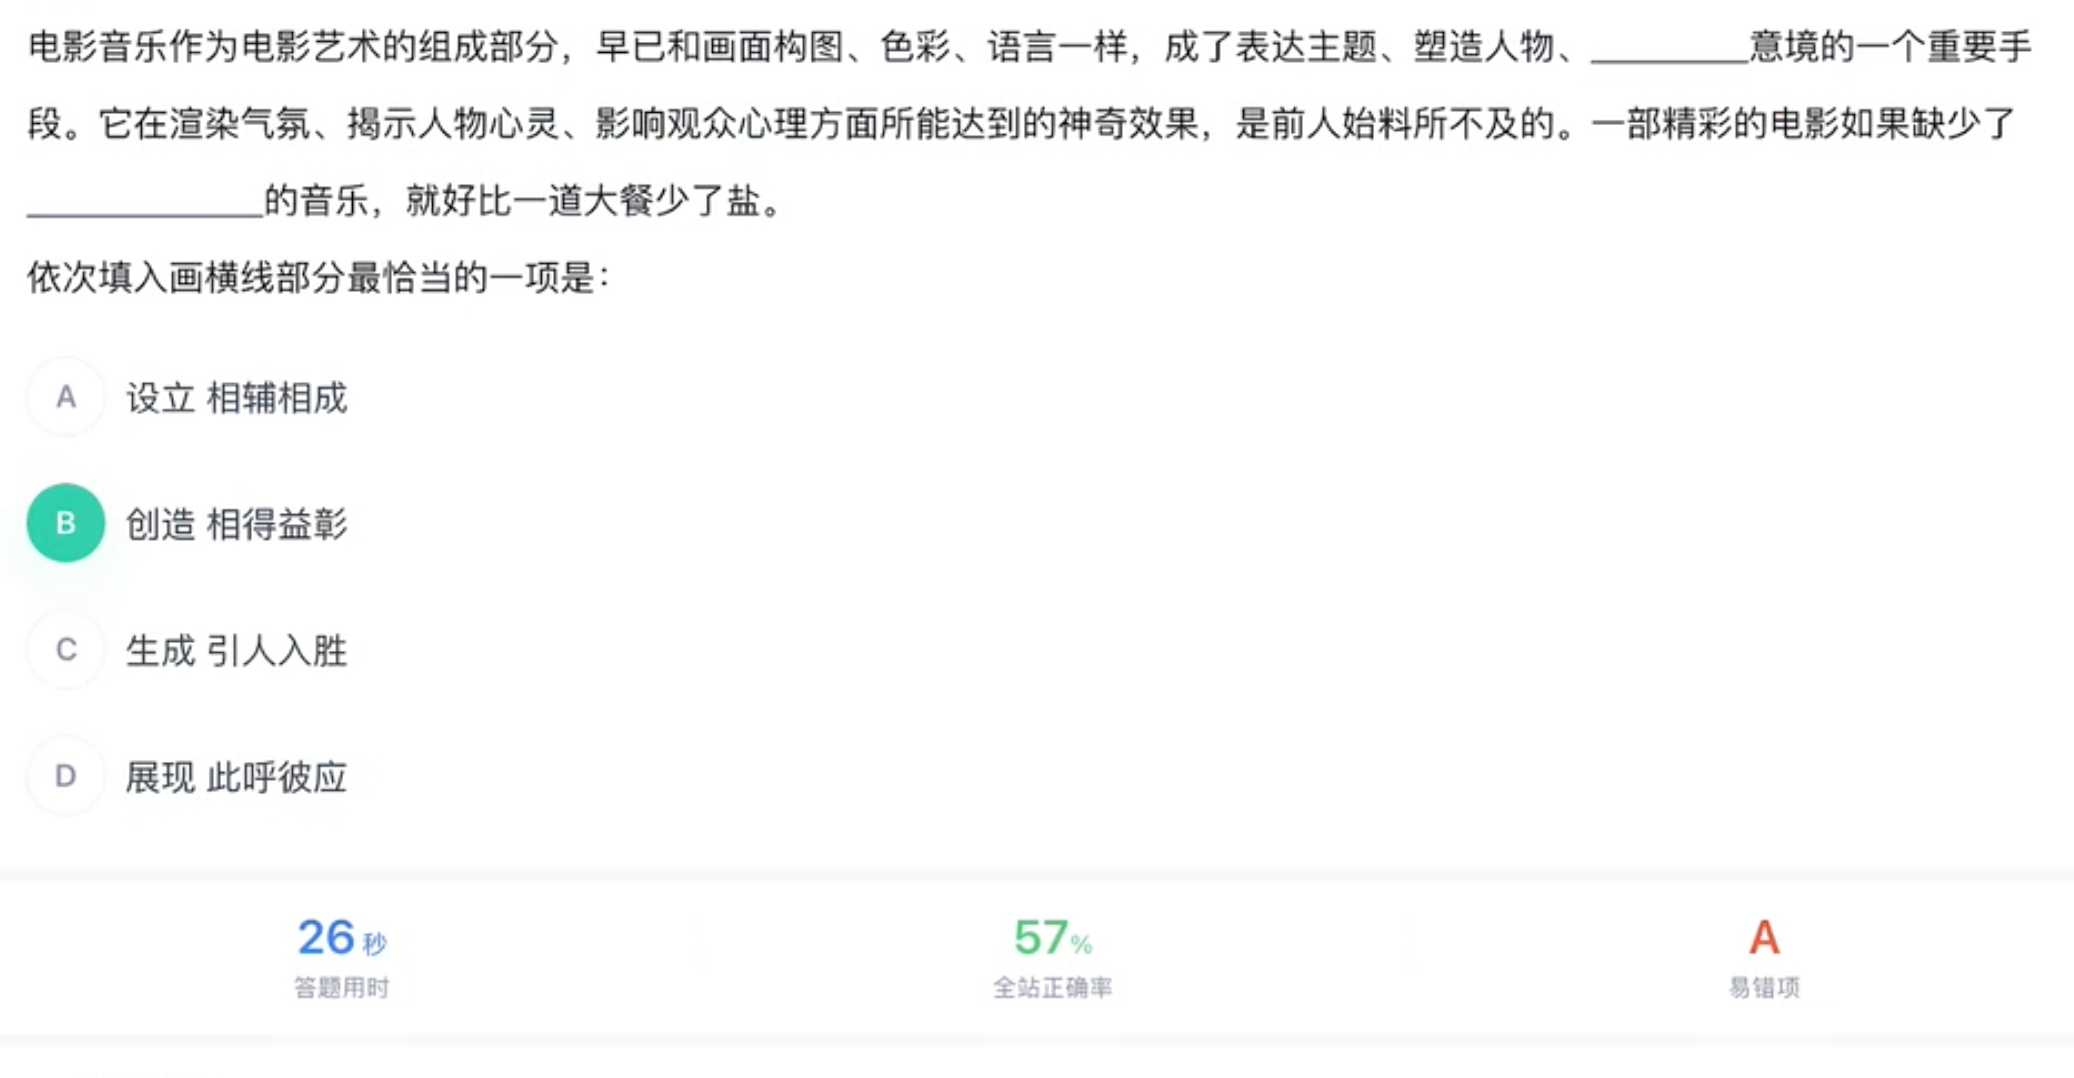 电影音乐作为电影艺术的组成部分，早已和画面构图、色彩、语言一样，成了表达主题、塑造人物、________意境的一个重要手
段。它在渲染气氛、揭示人物心灵、影响观众心理方面所能达到的神奇效果，是前人始料所不及的。一部精彩的电影如果缺少了
____________的音乐，就好比一道大餐少了盐。
依次填入画横线部分最恰当的一项是：
A 设立 相辅相成
B 创造 相得益彰
C 生成 引人入胜
D 展现 此呼彼应
26秒 57% A
答题用时 全站正确率 易错项